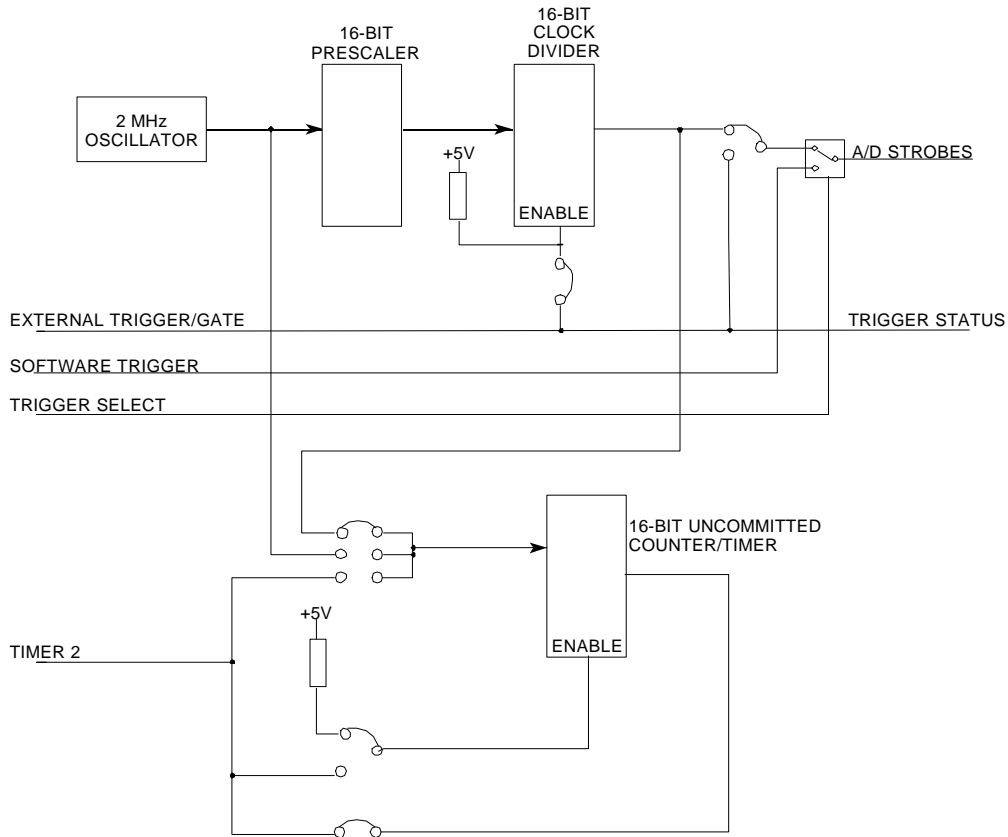 16-BIT
PRESCALER
16-BIT
CLOCK
DIVIDER
2 MHz
OSCILLATOR
+5V
A/D STROBES
ENABLE
EXTERNAL TRIGGER/GATE
TRIGGER STATUS
SOFTWARE TRIGGER
TRIGGER SELECT
16-BIT UNCOMMITTED
COUNTER/TIMER
+5V
ENABLE
TIMER 2